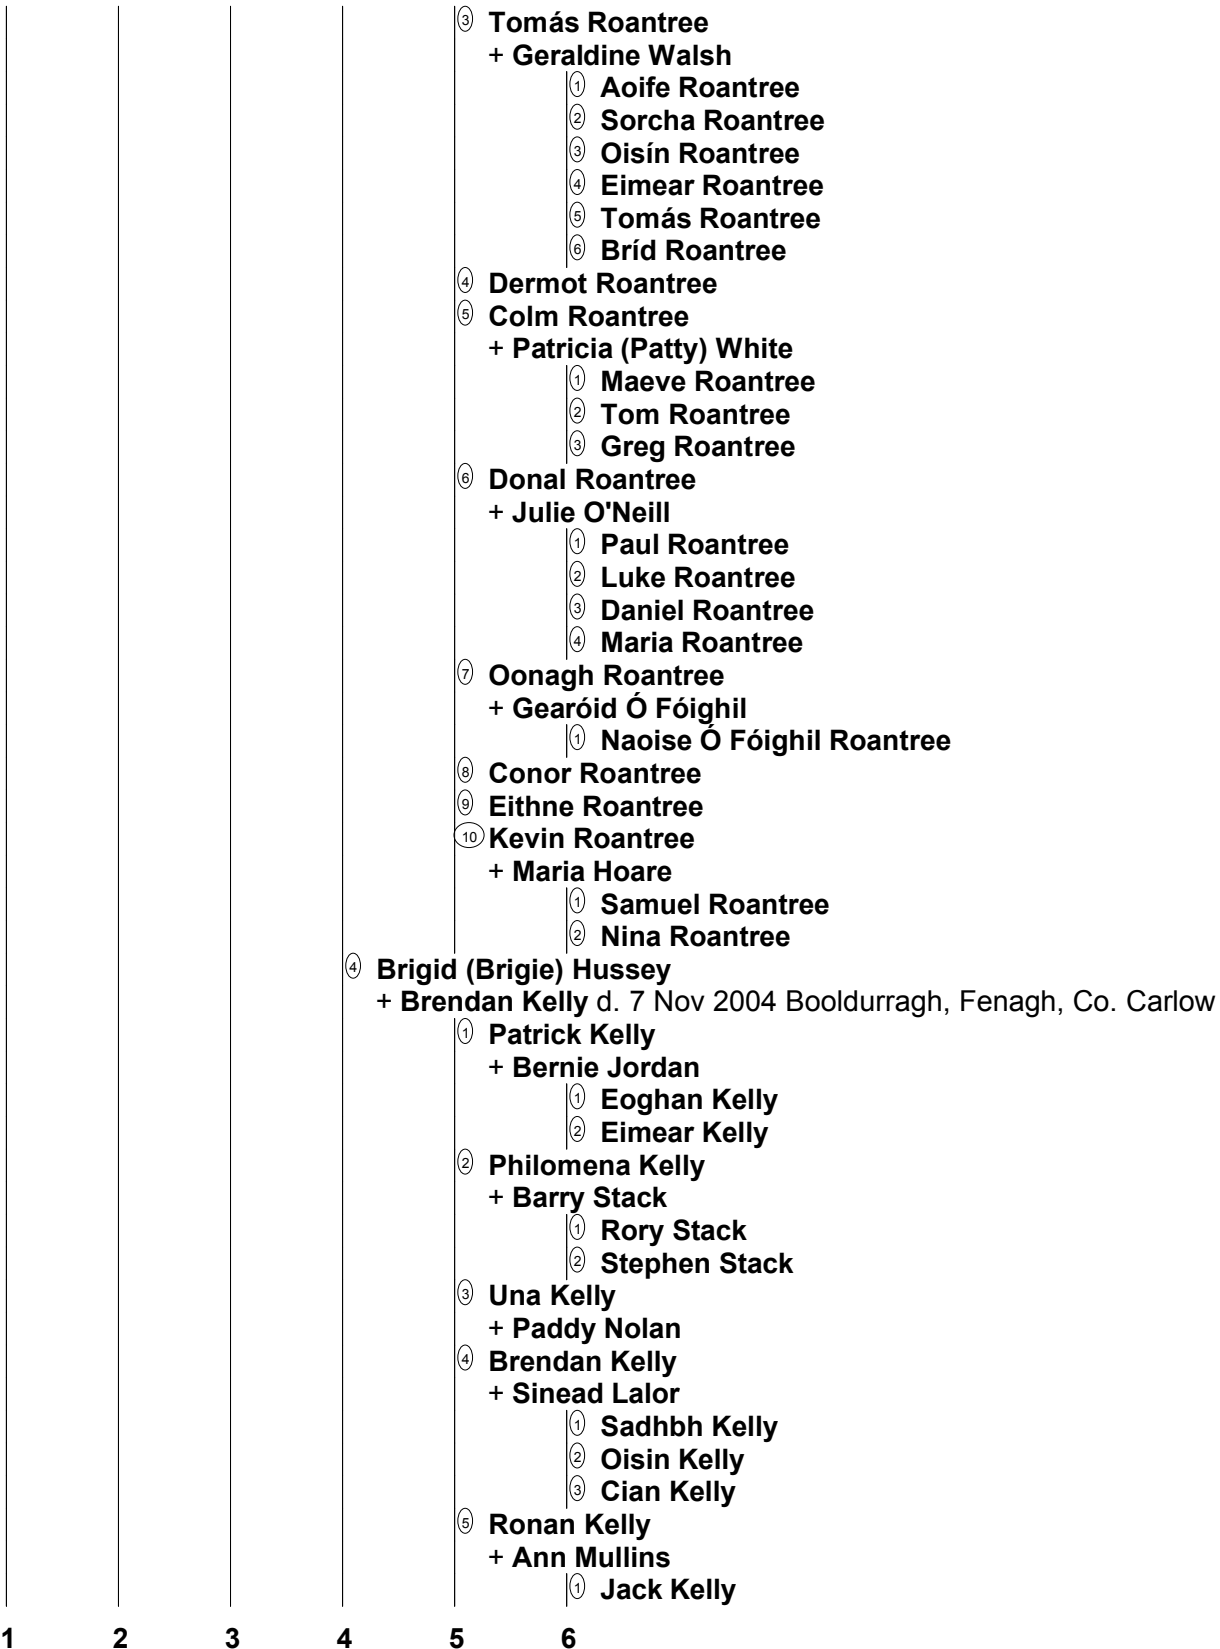 ③ Tomás Roantree
+ Geraldine Walsh
① Aoife Roantree
② Sorcha Roantree
③ Oisín Roantree
④ Eimear Roantree
⑤ Tomás Roantree
⑥ Bríd Roantree
④ Dermot Roantree
⑤ Colm Roantree
+ Patricia (Patty) White
① Maeve Roantree
② Tom Roantree
③ Greg Roantree
⑥ Donal Roantree
+ Julie O'Neill
① Paul Roantree
② Luke Roantree
③ Daniel Roantree
④ Maria Roantree
⑦ Oonagh Roantree
+ Gearóid Ó Fóighil
① Naoise Ó Fóighil Roantree
⑧ Conor Roantree
⑨ Eithne Roantree
⑩ Kevin Roantree
+ Maria Hoare
① Samuel Roantree
② Nina Roantree
④ Brigid (Brigie) Hussey
+ Brendan Kelly d. 7 Nov 2004 Booldurragh, Fenagh, Co. Carlow
① Patrick Kelly
+ Bernie Jordan
① Eoghan Kelly
② Eimear Kelly
② Philomena Kelly
+ Barry Stack
① Rory Stack
② Stephen Stack
③ Una Kelly
+ Paddy Nolan
④ Brendan Kelly
+ Sinead Lalor
① Sadhbh Kelly
② Oisin Kelly
③ Cian Kelly
⑤ Ronan Kelly
+ Ann Mullins
① Jack Kelly
1 2 3 4 5 6